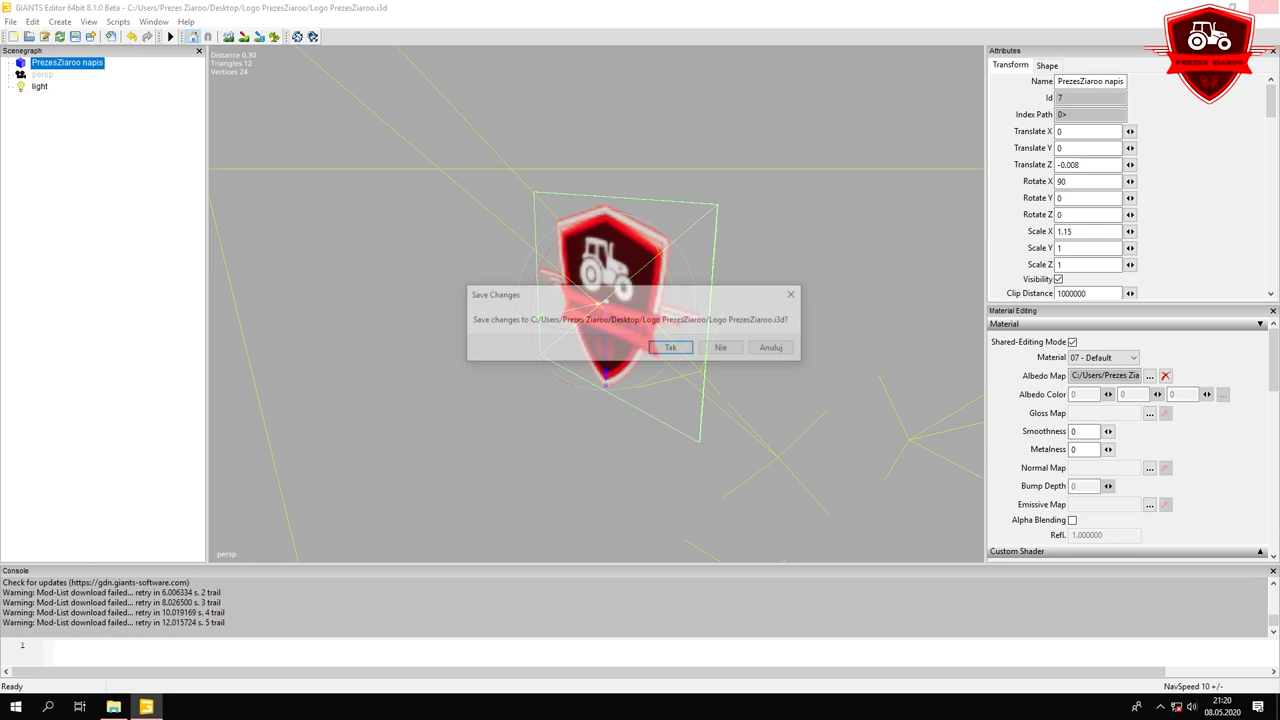 GIANTS Editor 64bit 8.1.0 Beta - C:/Users/Prezes Ziaroo/Desktop/Logo PrezesZiaroo/Logo PrezesZiaroo.i3d
File Edit Create View Scripts Window Help
Scenegraph
PrezesZiaroo napis
persp
light
Distance 0.30
Triangles 12
Vertices 24
Save Changes
Save changes to C:/Users/Prezes Ziaroo/Desktop/Logo PrezesZiaroo/Logo PrezesZiaroo.i3d?
Tak Nie Anuluj
persp
PREZES ZIAROO
Attributes
Transform Shape
Name PrezesZiaroo napis
Id 7
Index Path 0>
Translate X 0
Translate Y 0
Translate Z -0.008
Rotate X 90
Rotate Y 0
Rotate Z 0
Scale X 1.15
Scale Y 1
Scale Z 1
Visibility
Clip Distance 1000000
Material Editing
Material
Shared-Editing Mode
Material 07 - Default
Albedo Map C:/Users/Prezes Zia ...
Albedo Color 0 0 0 ...
Gloss Map ...
Smoothness 0
Metalness 0
Normal Map ...
Bump Depth 0
Emissive Map ...
Alpha Blending
Refl. 1.000000
Custom Shader
Console
Check for updates (https://gdn.giants-software.com)
Warning: Mod-List download failed... retry in 6.006334 s. 2 trail
Warning: Mod-List download failed... retry in 8.026500 s. 3 trail
Warning: Mod-List download failed... retry in 10.019169 s. 4 trail
Warning: Mod-List download failed... retry in 12.015724 s. 5 trail
1
Ready
NavSpeed 10 +/-
21:20
08.05.2020